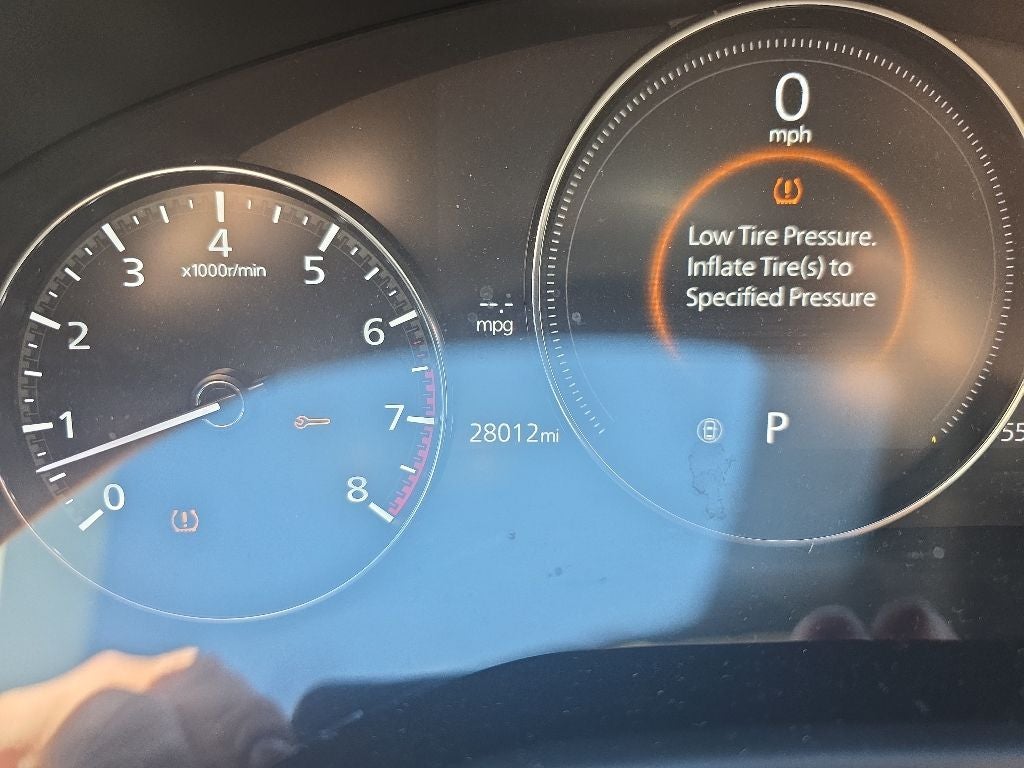 0
mph
Low Tire Pressure.
Inflate Tire(s) to
Specified Pressure
P
0
1
2
3
4
5
6
7
8
x1000r/min
--.-
mpg
28012mi
55